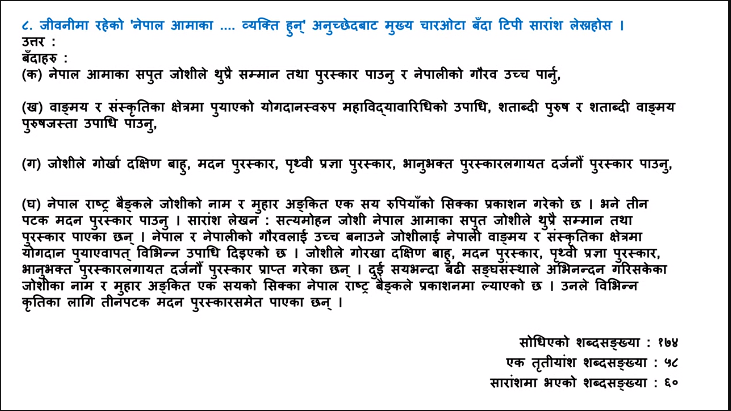 ८. जीवनीमा रहेको 'नेपाल आमाका .... व्यक्ति हुन्' अनुच्छेदबाट मुख्य चारओटा बँदा टिपी सारांश लेख्नहोस ।
उत्तर :
बँदाहरु :
(क) नेपाल आमाका सपुत जोशीले थुप्रै सम्मान तथा पुरस्कार पाउनु र नेपालीको गौरव उच्च पार्नु,
(ख) वाङ्मय र संस्कृतिका क्षेत्रमा पुयाएको योगदानस्वरुप महाविद्यावारिधिको उपाधि, शताब्दी पुरुष र शताब्दी वाङ्मय
पुरुषजस्ता उपाधि पाउनु,
(ग) जोशीले गोर्खा दक्षिण बाहु, मदन पुरस्कार, पृथ्वी प्रज्ञा पुरस्कार, भानुभक्त पुरस्कारलगायत दर्जनौं पुरस्कार पाउनु,
(घ) नेपाल राष्ट्र बैङ्कले जोशीको नाम र मुहार अङ्कित एक सय रुपियाँको सिक्का प्रकाशन गरेको छ । भने तीन
पटक मदन पुरस्कार पाउनु । सारांश लेखन : सत्यमोहन जोशी नेपाल आमाका सपुत जोशीले थुप्रै सम्मान तथा
पुरस्कार पाएका छन् । नेपाल र नेपालीको गौरवलाई उच्च बनाउने जोशीलाई नेपाली वाङ्मय र संस्कृतिका क्षेत्रमा
योगदान पुयाएवापत् विभिन्न उपाधि दिइएको छ । जोशीले गोरखा दक्षिण बाहु, मदन पुरस्कार, पृथ्वी प्रज्ञा पुरस्कार,
भानुभक्त पुरस्कारलगायत दर्जनौं पुरस्कार प्राप्त गरेका छन् । दुई सयभन्दा बढी सङ्घसंस्थाले अभिनन्दन गरिसकेका
जोशीका नाम र मुहार अङ्कित एक सयको सिक्का नेपाल राष्ट्र बैङ्कले प्रकाशनमा ल्याएको छ । उनले विभिन्न
कृतिका लागि तीनपटक मदन पुरस्कारसमेत पाएका छन् ।
सोधिएको शब्दसङ्ख्या : १७४
एक तृतीयांश शब्दसङ्ख्या : ५८
सारांशमा भएको शब्दसङ्ख्या : ६०